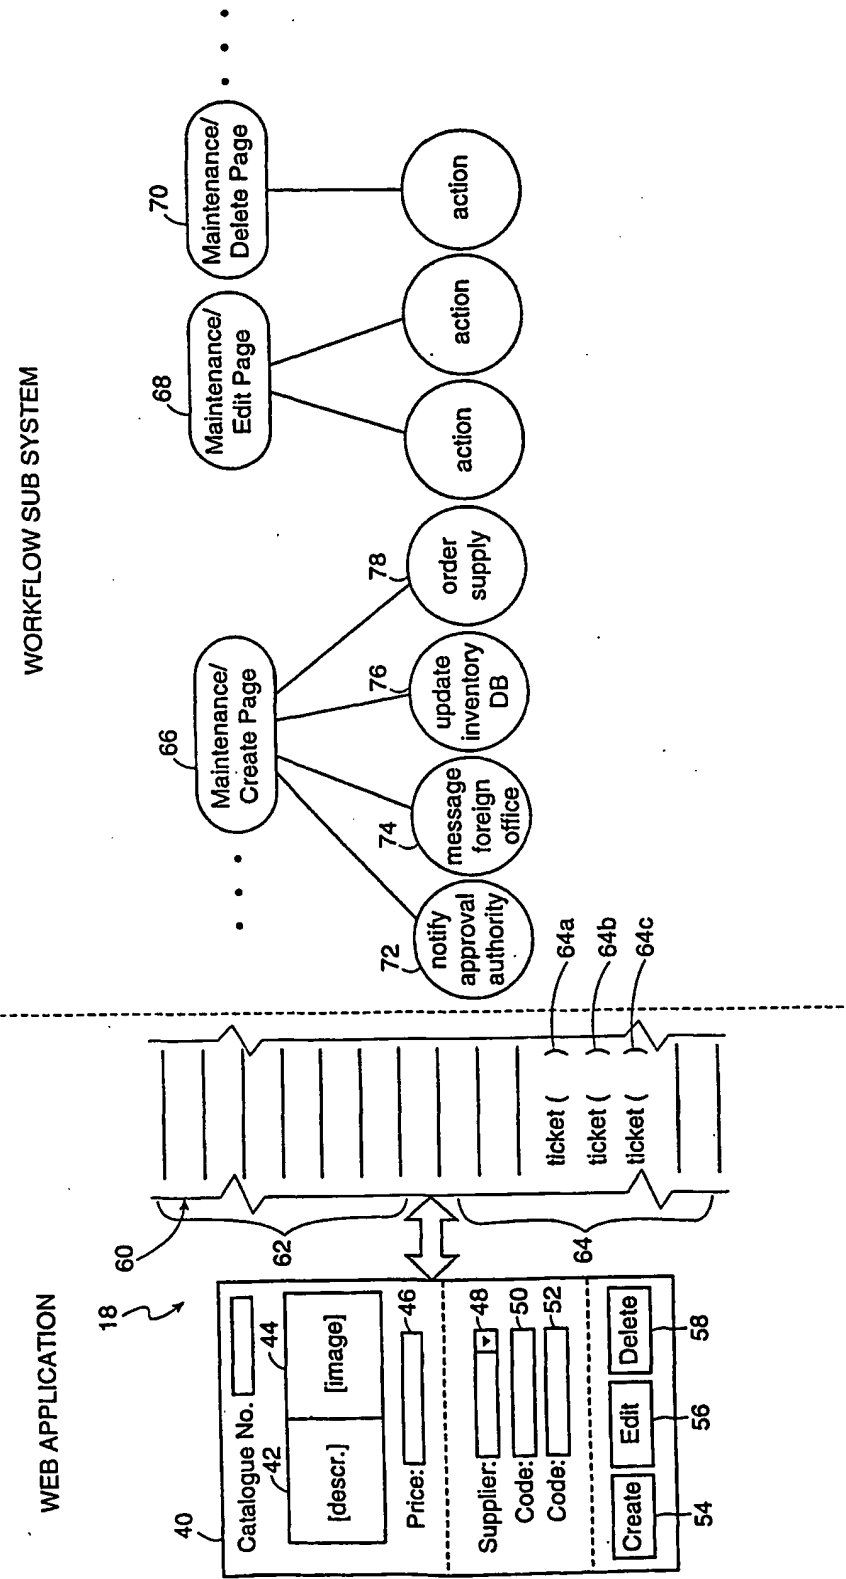 WEB APPLICATION
WORKFLOW SUB SYSTEM
18
40
Catalogue No.
42
44
[descr.]
[image]
Price:
46
Supplier:
48
Code:
50
Code:
52
Create
Edit
Delete
54
56
58
60
62
64
ticket ( )
ticket ( )
ticket ( )
64a
64b
64c
66
Maintenance/
Create Page
68
Maintenance/
Edit Page
70
Maintenance/
Delete Page
72
notify
approval
authority
74
message
foreign
office
76
update
inventory
DB
78
order
supply
action
action
action